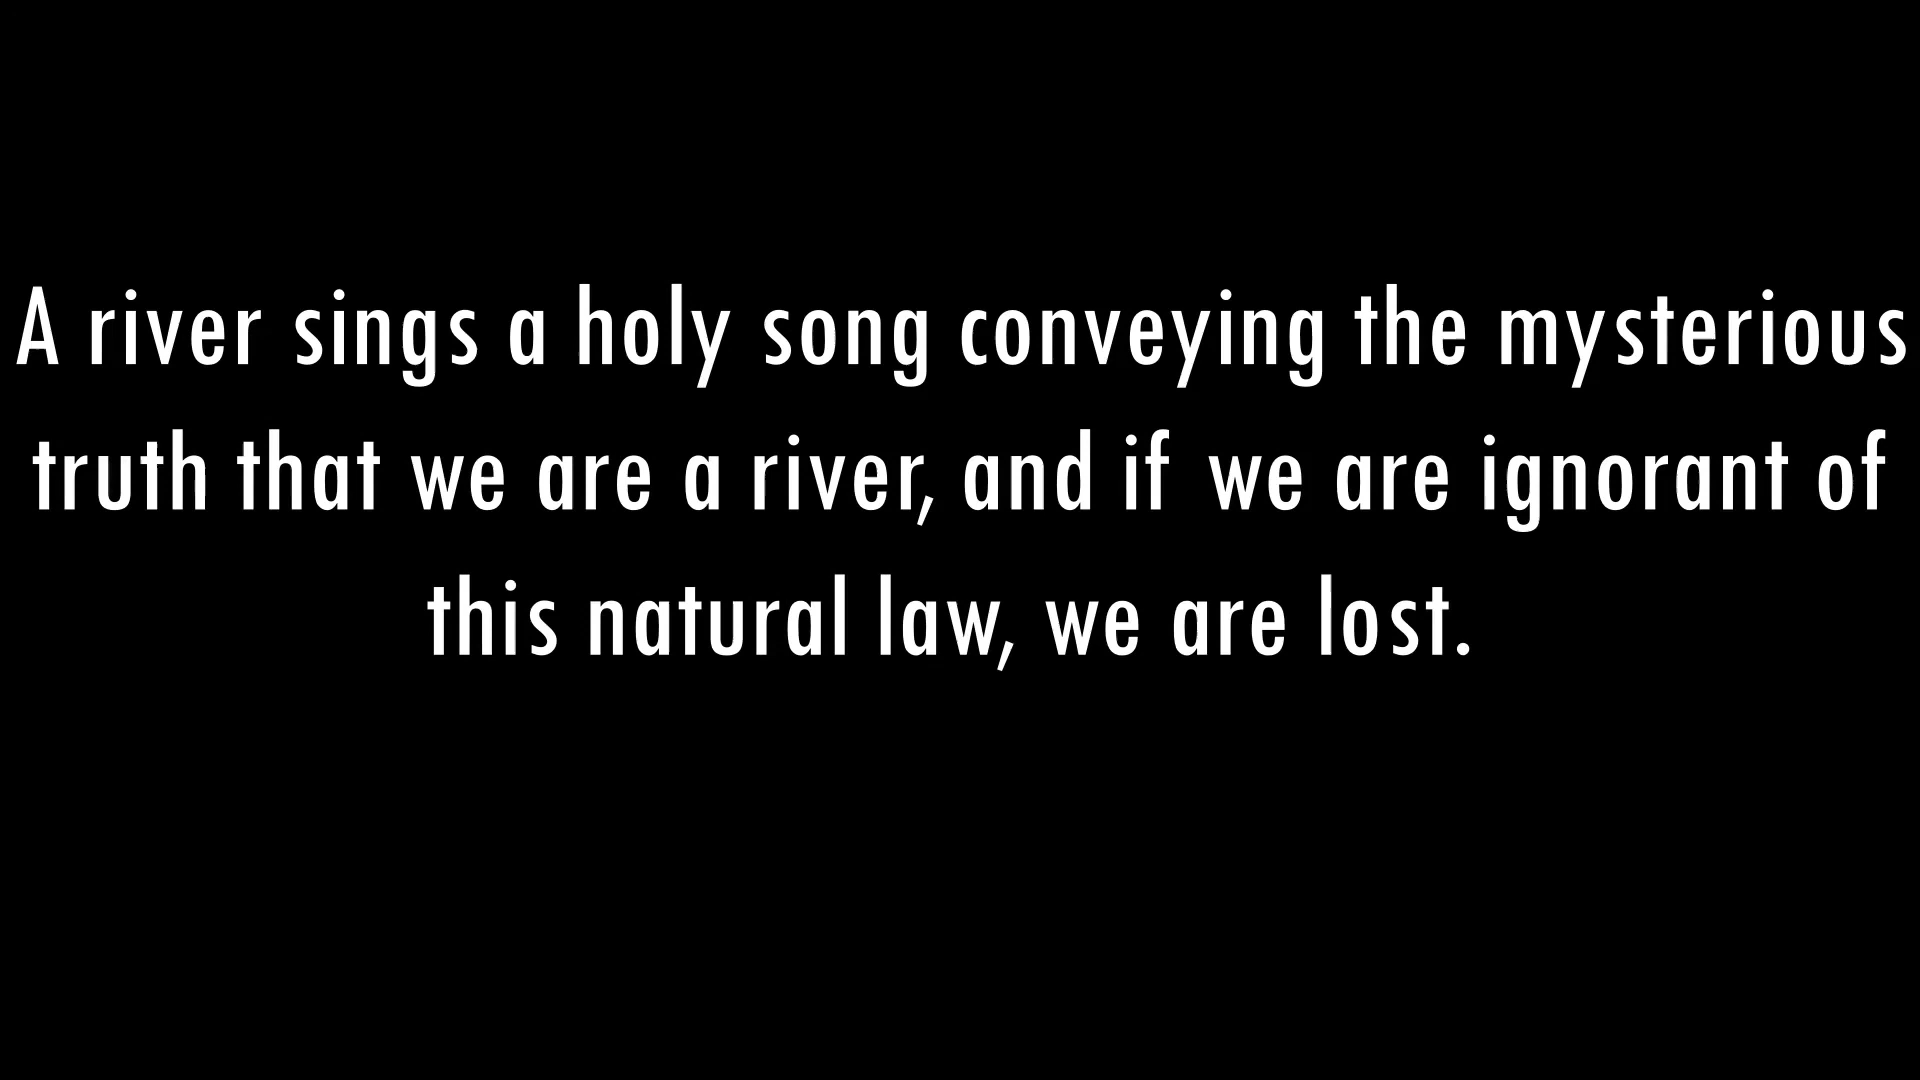 A river sings a holy song conveying the mysterious
truth that we are a river, and if we are ignorant of
this natural law, we are lost.